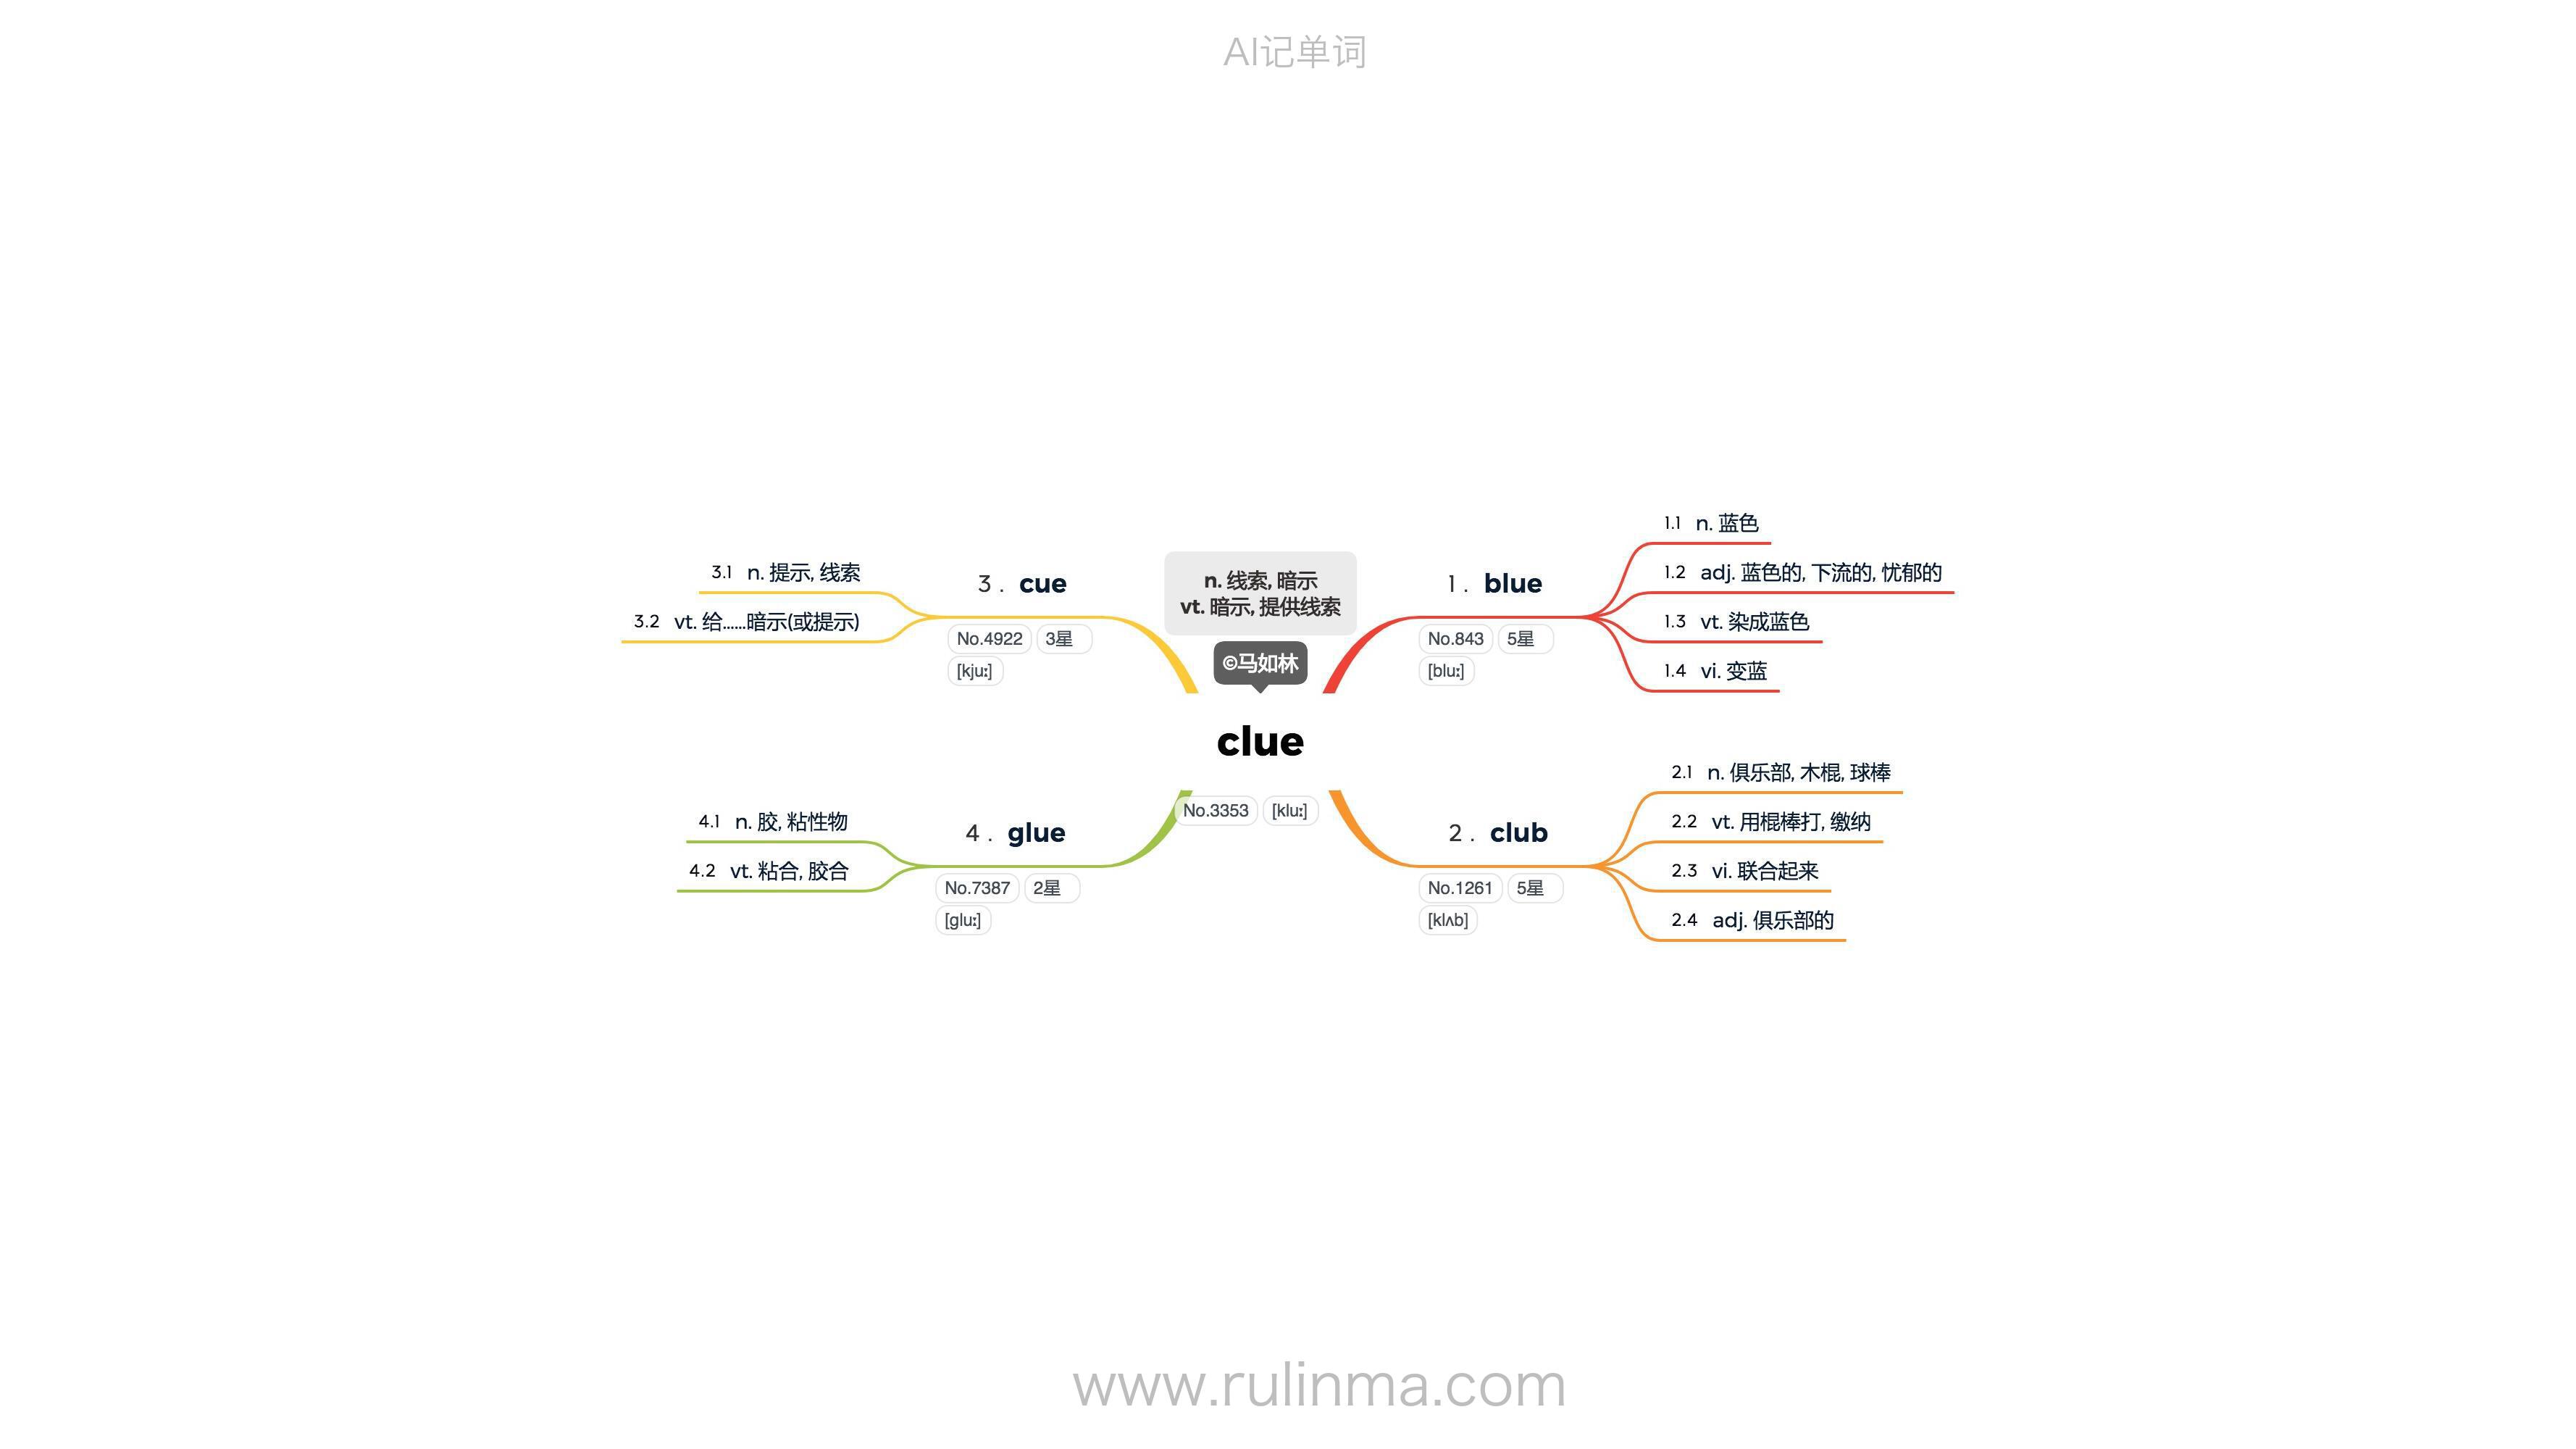 AI记单词
n. 线索, 暗示
vt. 暗示, 提供线索
©马如林
clue
No.3353 [kluː]
1 . blue
No.843 5星
[bluː]
1.1 n. 蓝色
1.2 adj. 蓝色的, 下流的, 忧郁的
1.3 vt. 染成蓝色
1.4 vi. 变蓝
2 . club
No.1261 5星
[klʌb]
2.1 n. 俱乐部, 木棍, 球棒
2.2 vt. 用棍棒打, 缴纳
2.3 vi. 联合起来
2.4 adj. 俱乐部的
3 . cue
No.4922 3星
[kjuː]
3.1 n. 提示, 线索
3.2 vt. 给......暗示(或提示)
4 . glue
No.7387 2星
[gluː]
4.1 n. 胶, 粘性物
4.2 vt. 粘合, 胶合
www.rulinma.com